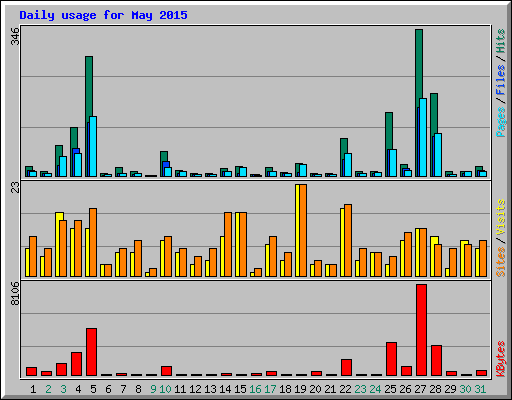 Daily usage for May 2015
346
Pages / Files / Hits
23
Sites / Visits
8106
KBytes
1 2 3 4 5 6 7 8 9 10 11 12 13 14 15 16 17 18 19 20 21 22 23 24 25 26 27 28 29 30 31